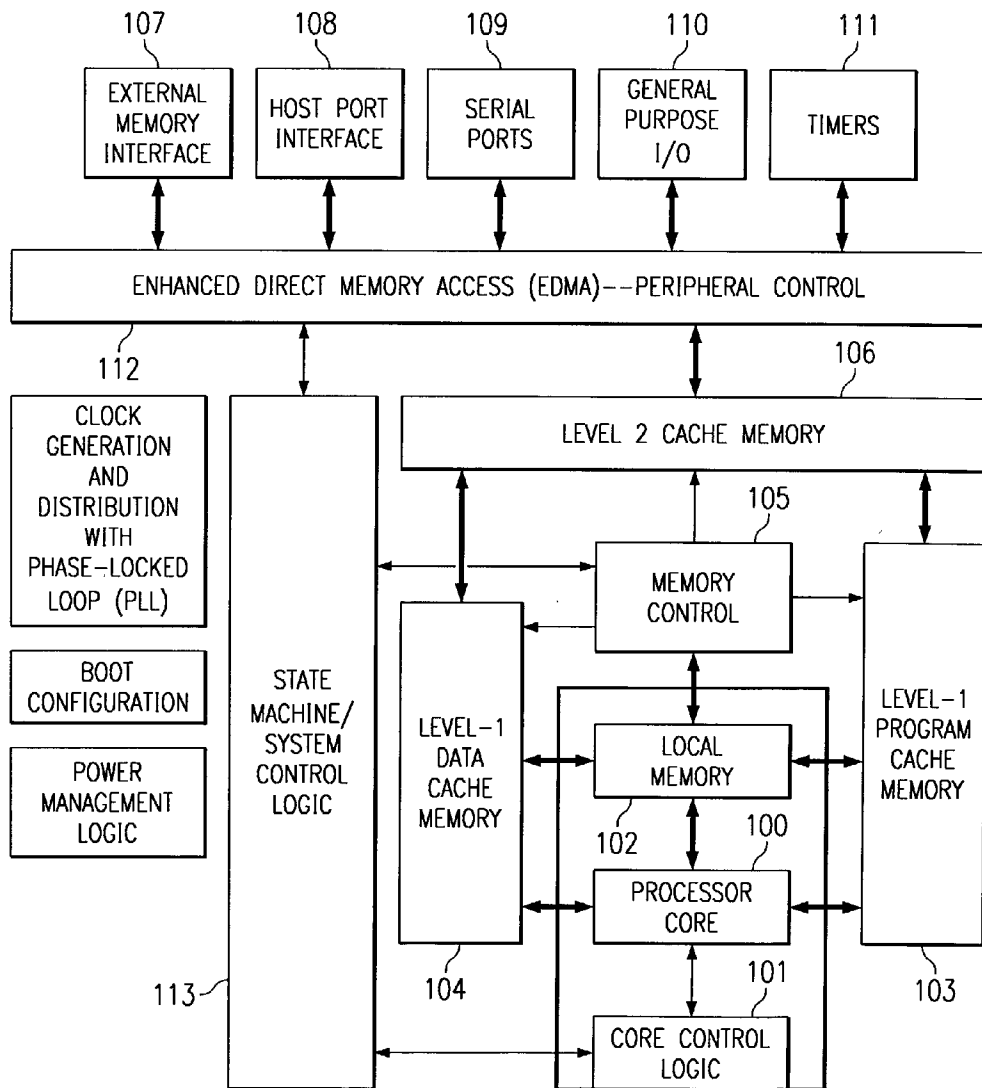 107
108
109
110
111
EXTERNAL
MEMORY
INTERFACE
HOST PORT
INTERFACE
SERIAL
PORTS
GENERAL
PURPOSE
I/O
TIMERS
ENHANCED DIRECT MEMORY ACCESS (EDMA)--PERIPHERAL CONTROL
112
106
CLOCK
GENERATION
AND
DISTRIBUTION
WITH
PHASE-LOCKED
LOOP (PLL)
BOOT
CONFIGURATION
POWER
MANAGEMENT
LOGIC
STATE
MACHINE/
SYSTEM
CONTROL
LOGIC
113
LEVEL 2 CACHE MEMORY
105
MEMORY
CONTROL
LEVEL-1
DATA
CACHE
MEMORY
104
LOCAL
MEMORY
102
100
PROCESSOR
CORE
101
CORE CONTROL
LOGIC
LEVEL-1
PROGRAM
CACHE
MEMORY
103